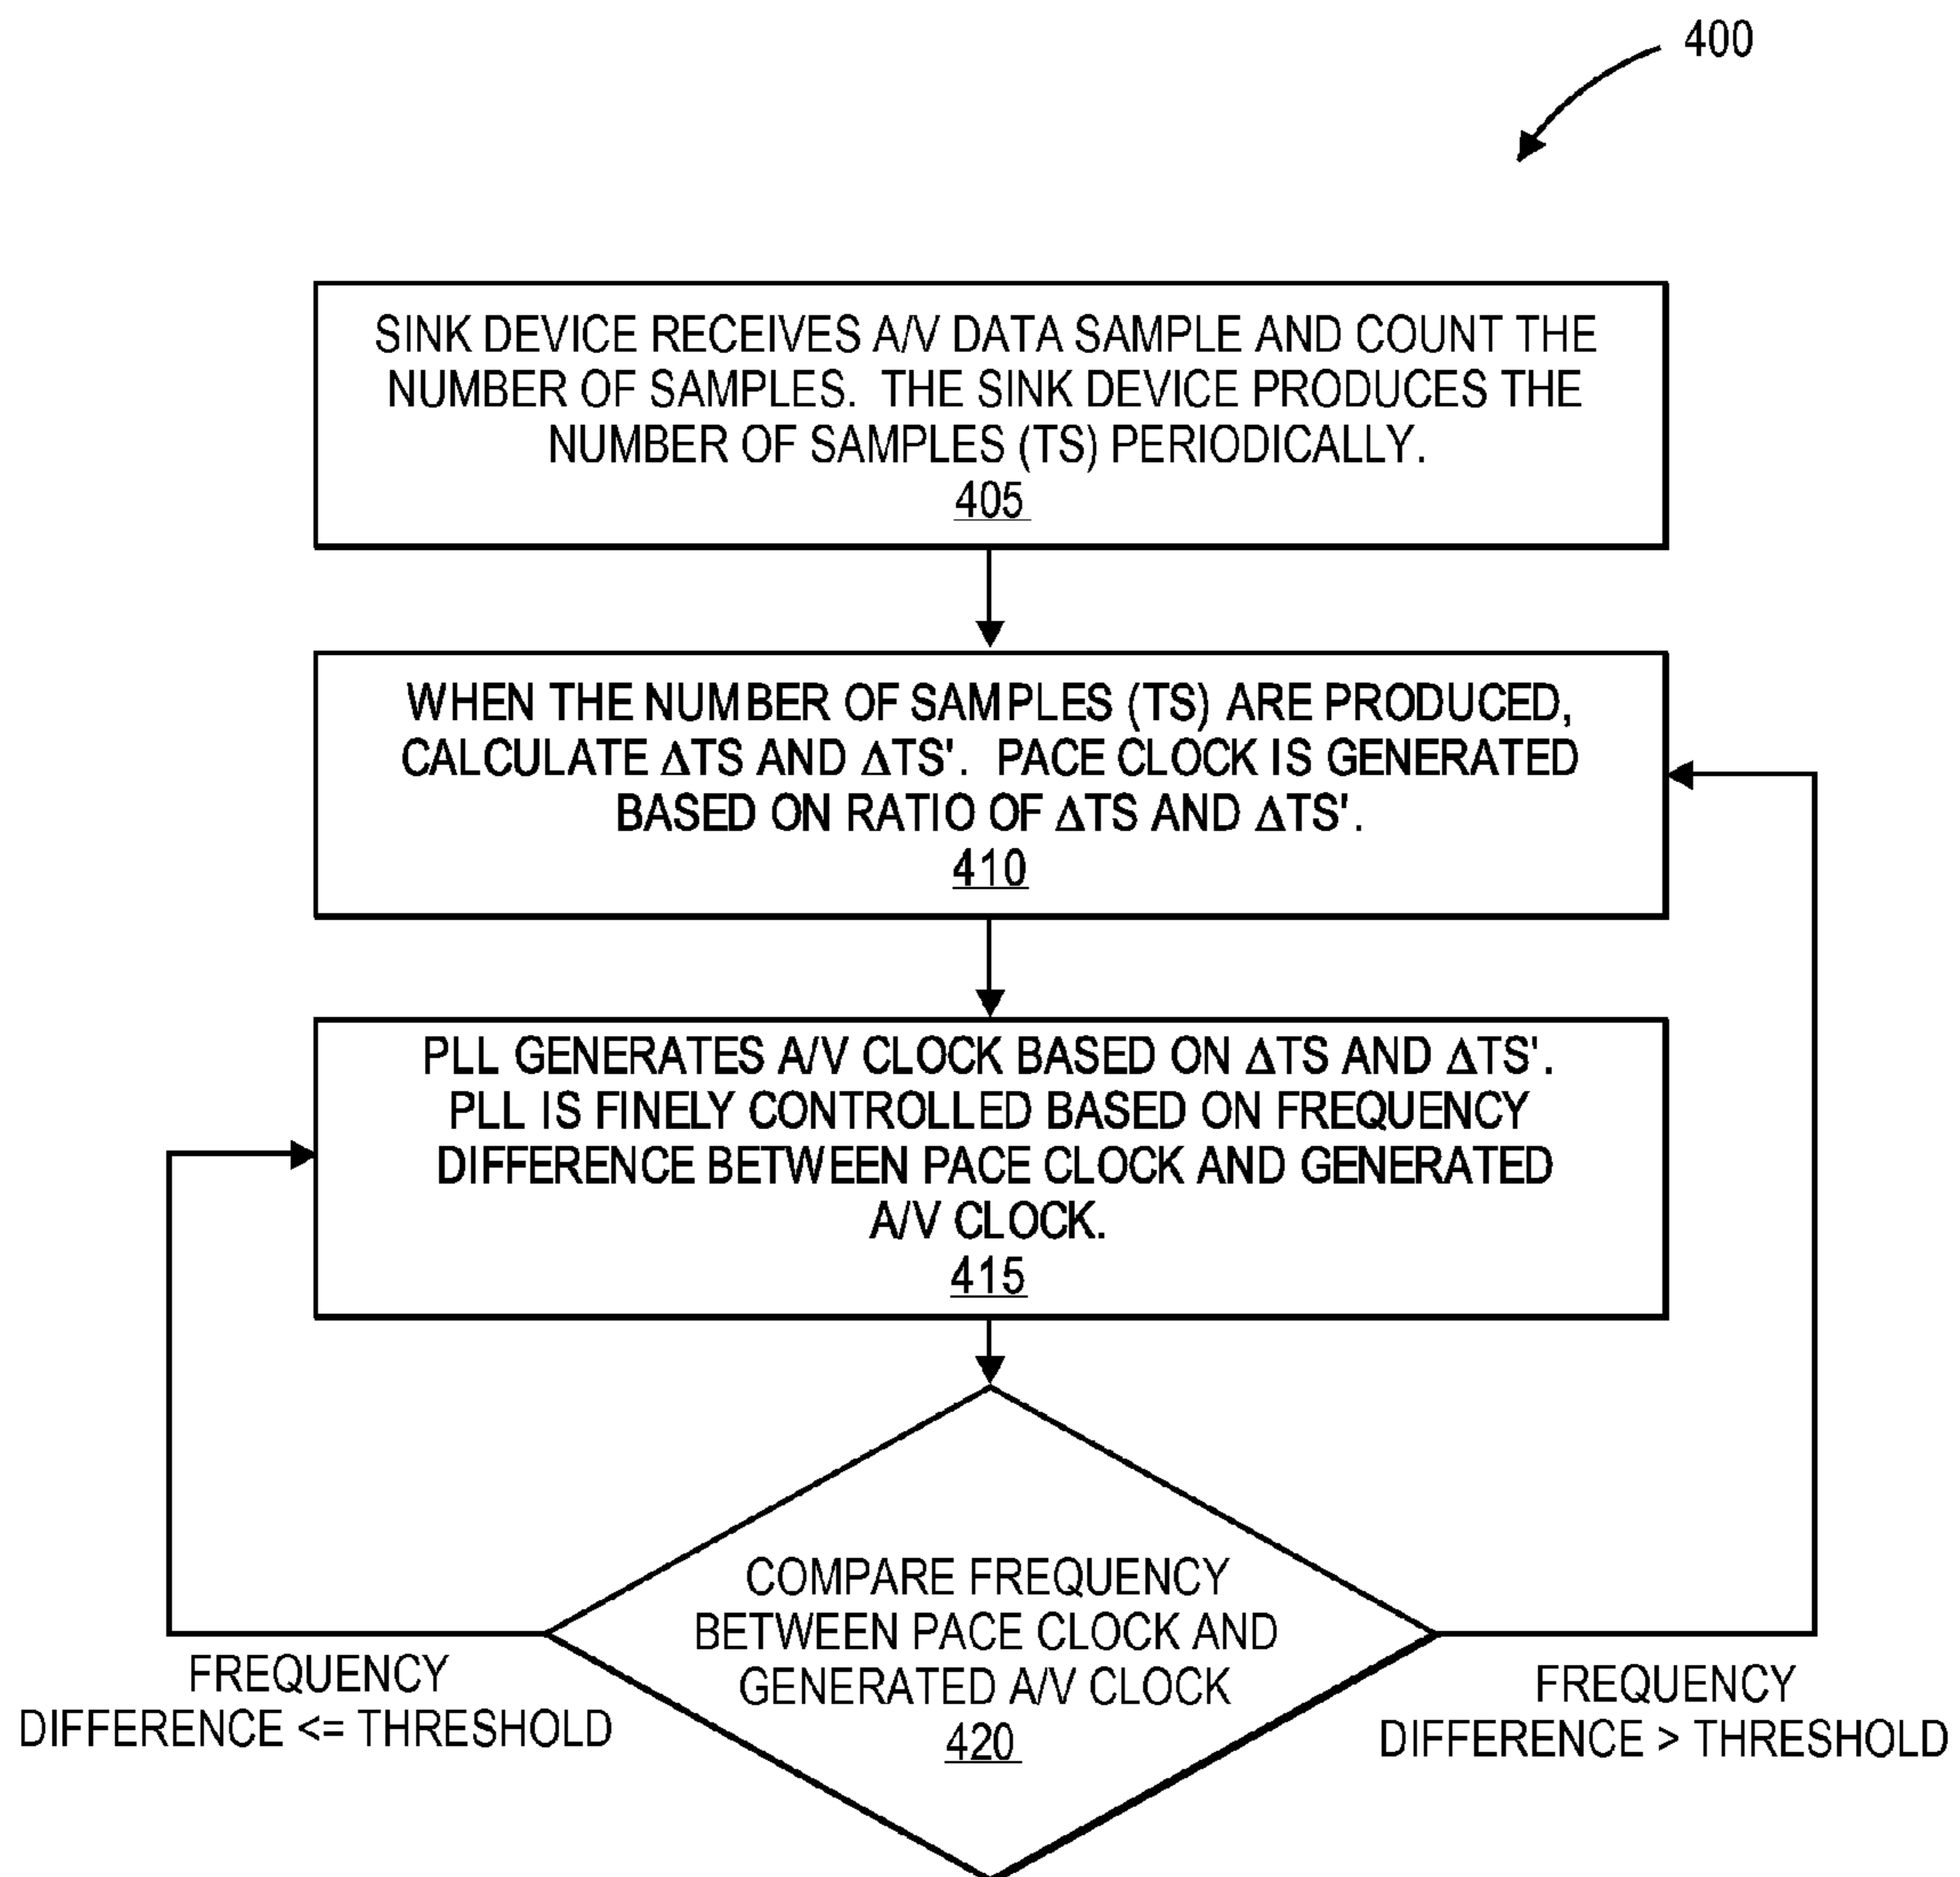 400
SINK DEVICE RECEIVES A/V DATA SAMPLE AND COUNT THE
NUMBER OF SAMPLES. THE SINK DEVICE PRODUCES THE
NUMBER OF SAMPLES (TS) PERIODICALLY.
405
WHEN THE NUMBER OF SAMPLES (TS) ARE PRODUCED,
CALCULATE ΔTS AND ΔTS'. PACE CLOCK IS GENERATED
BASED ON RATIO OF ΔTS AND ΔTS'.
410
PLL GENERATES A/V CLOCK BASED ON ΔTS AND ΔTS'.
PLL IS FINELY CONTROLLED BASED ON FREQUENCY
DIFFERENCE BETWEEN PACE CLOCK AND GENERATED
A/V CLOCK.
415
COMPARE FREQUENCY
BETWEEN PACE CLOCK AND
GENERATED A/V CLOCK
420
FREQUENCY
DIFFERENCE <= THRESHOLD
FREQUENCY
DIFFERENCE > THRESHOLD